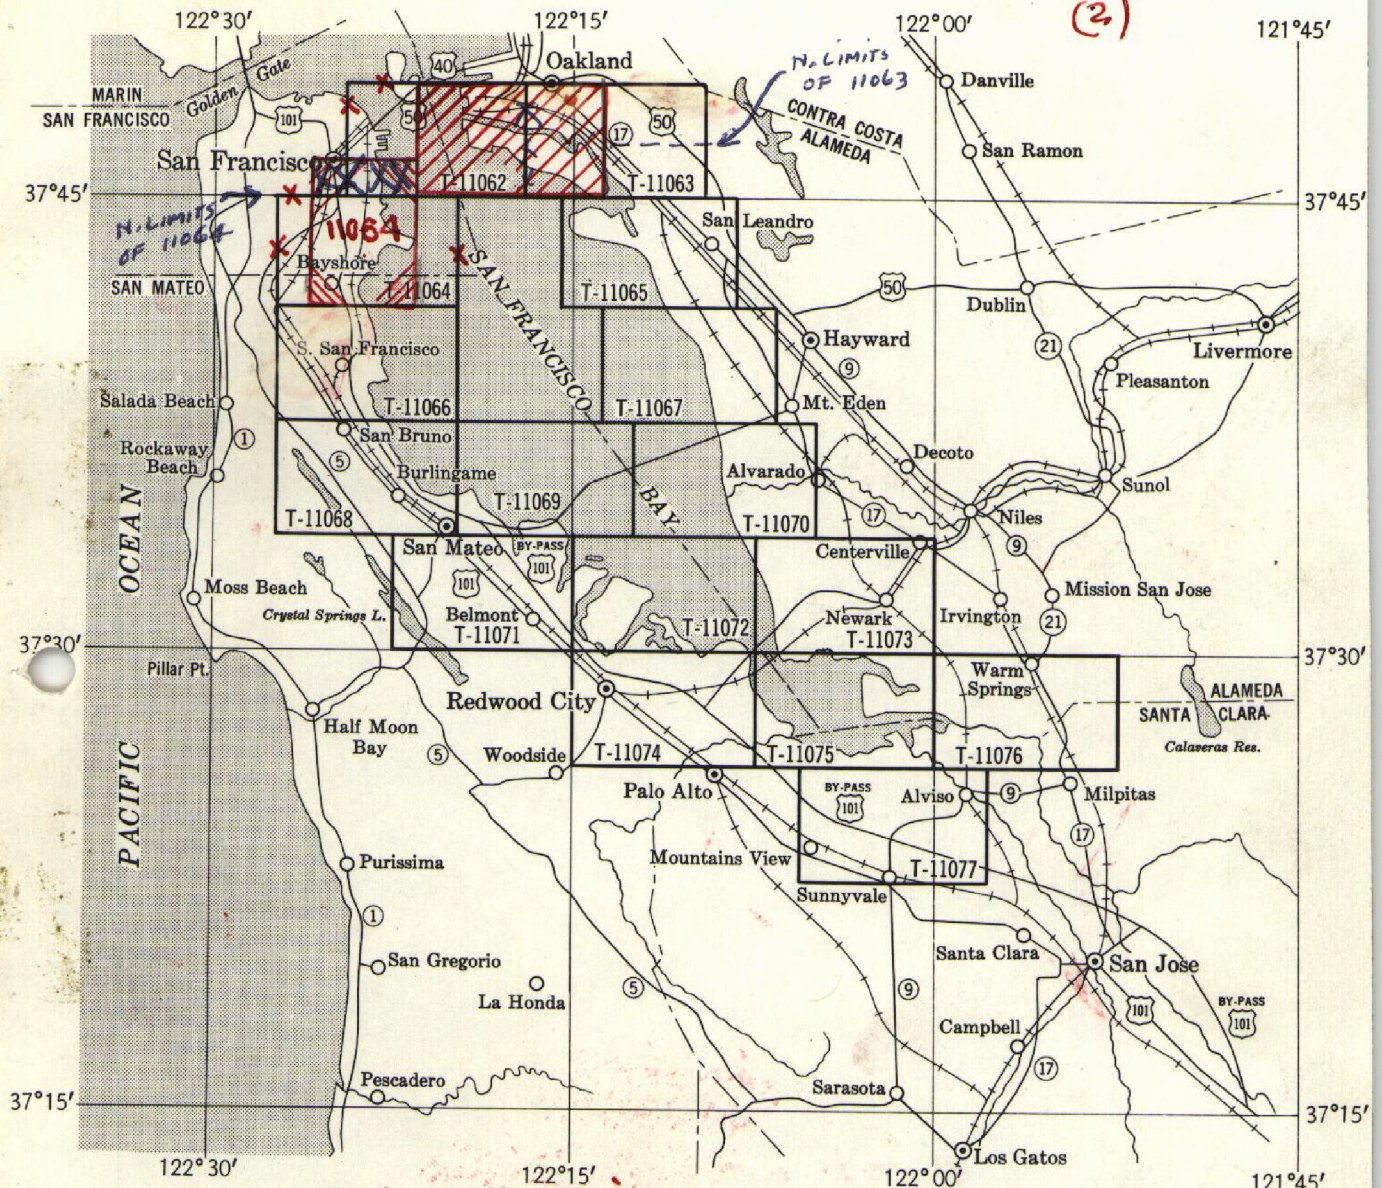 (2)
122°30′
122°15′
122°00′
121°45′
Golden Gate
40
Oakland
N. LIMITS
OF 11063
Danville
MARIN
SAN FRANCISCO
101
50
17
50
CONTRA COSTA
ALAMEDA
San Ramon
San Francisco
T-11062
T-11063
37°45′
37°45′
N. LIMITS
OF 11064
11064
San Leandro
Bayshore
SAN MATEO
T-11064
SAN FRANCISCO BAY
T-11065
50
Dublin
Hayward
21
Livermore
S. San Francisco
9
Pleasanton
Salada Beach
T-11066
T-11067
Mt. Eden
1
San Bruno
Rockaway
Beach
5
Burlingame
Decoto
Alvarado
Sunol
T-11068
T-11069
T-11070
17
Niles
San Mateo
BY-PASS
101
Centerville
9
101
Moss Beach
Crystal Springs L.
Belmont
T-11071
T-11072
Newark
T-11073
Irvington
Mission San Jose
21
37°30′
37°30′
Pillar Pt.
Warm
Springs
Redwood City
ALAMEDA
SANTA CLARA
Calaveras Res.
Half Moon
Bay
5
Woodside
T-11074
T-11075
T-11076
Palo Alto
BY-PASS
101
Alviso
9
Milpitas
17
PACIFIC OCEAN
Purissima
Mountains View
T-11077
Sunnyvale
1
San Gregorio
Santa Clara
San Jose
La Honda
5
9
101
BY-PASS
101
Campbell
17
Pescadero
Sarasota
37°15′
37°15′
Los Gatos
122°30′
122°15′
122°00′
121°45′